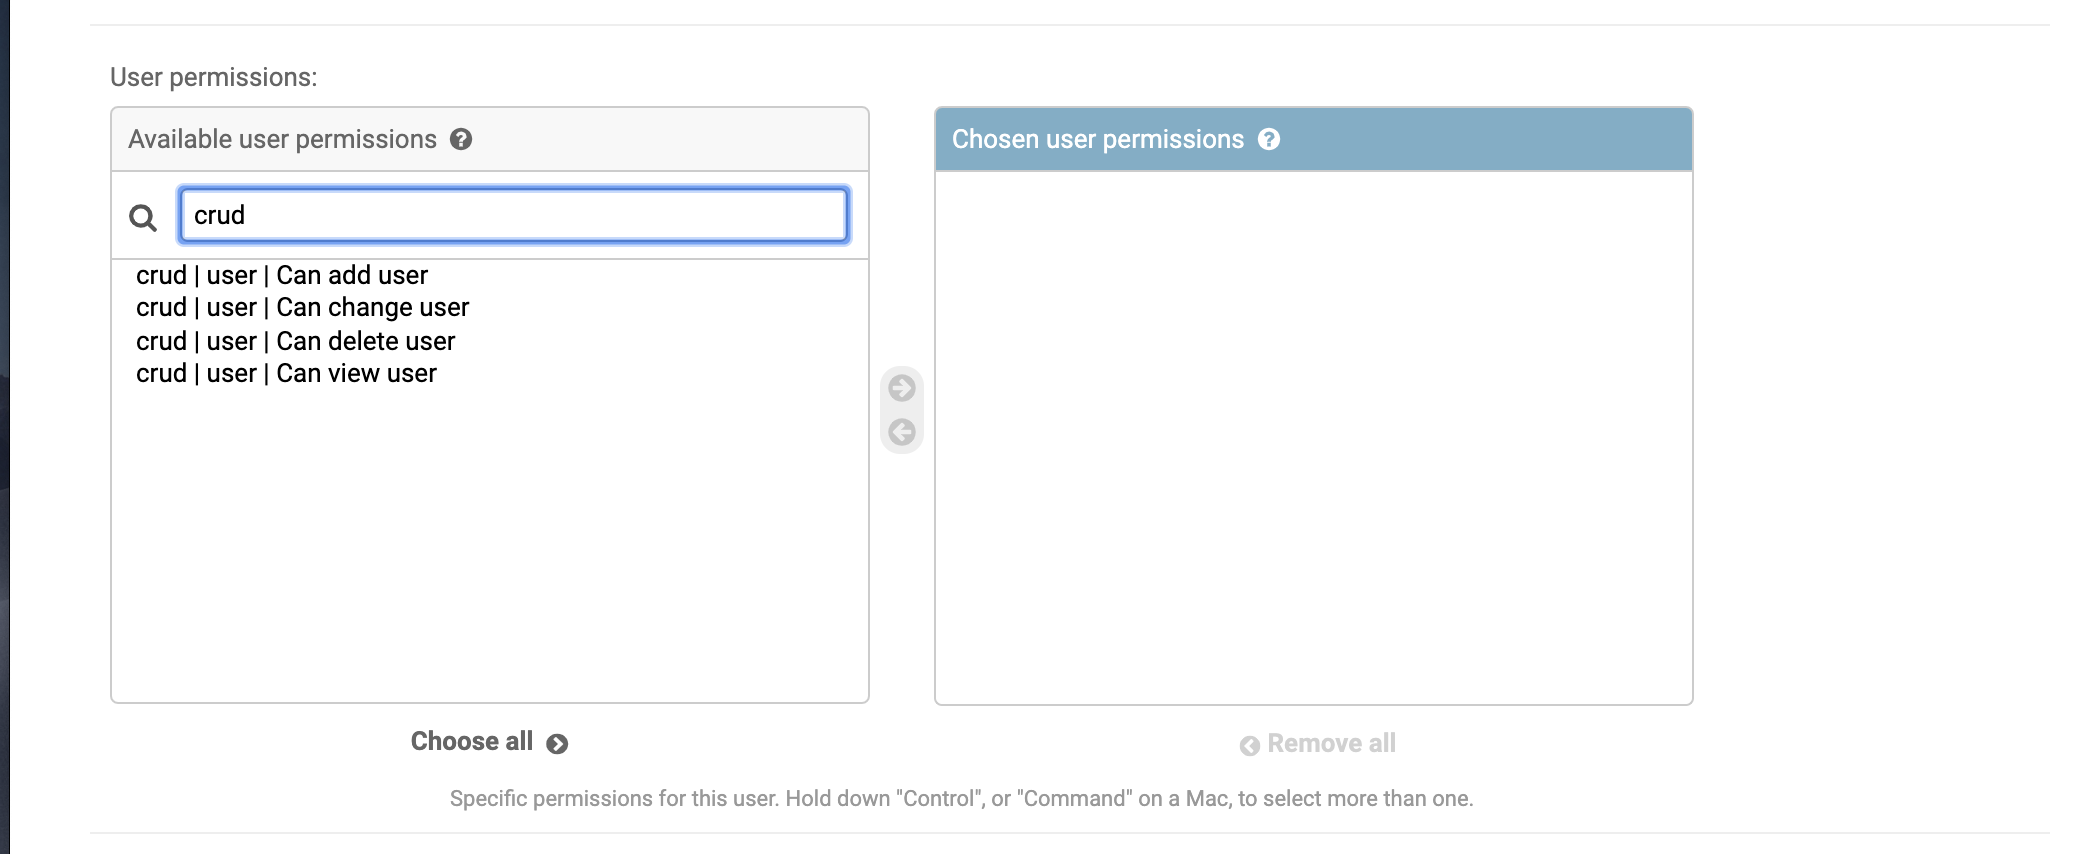 User permissions:
Available user permissions ?
crud
crud | user | Can add user
crud | user | Can change user
crud | user | Can delete user
crud | user | Can view user
Choose all
Chosen user permissions ?
Remove all
Specific permissions for this user. Hold down "Control", or "Command" on a Mac, to select more than one.